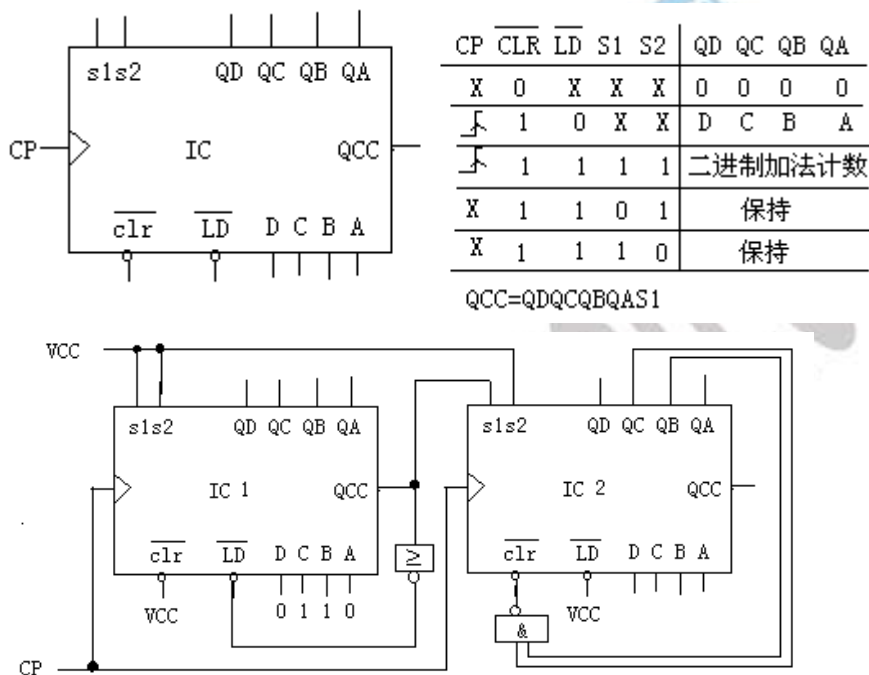 s1s2 QD QC QB QA
CP IC QCC
clr LD D C B A
CP CLR LD S1 S2 QD QC QB QA
X 0 X X X 0 0 0 0
1 0 X X D C B A
1 1 1 1 二进制加法计数
X 1 1 0 1 保持
X 1 1 1 0 保持
QCC=QDQCQBQAS1
VCC
s1s2 QD QC QB QA
IC 1 QCC
clr LD D C B A
VCC 0 1 1 0
≥
s1s2 QD QC QB QA
IC 2 QCC
clr LD D C B A
VCC
&
CP